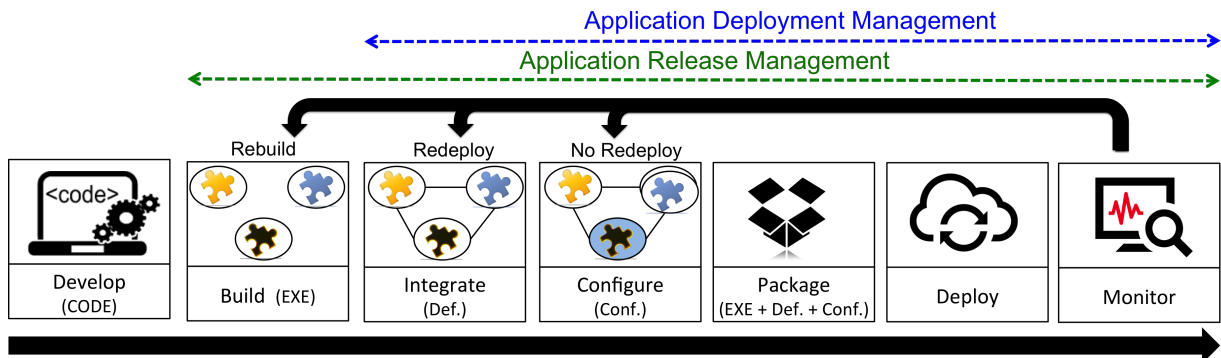 Application Deployment Management
Application Release Management
Rebuild
Redeploy
No Redeploy
<code>
Develop
(CODE)
Build (EXE)
Integrate
(Def.)
Configure
(Conf.)
Package
(EXE + Def. + Conf.)
Deploy
Monitor